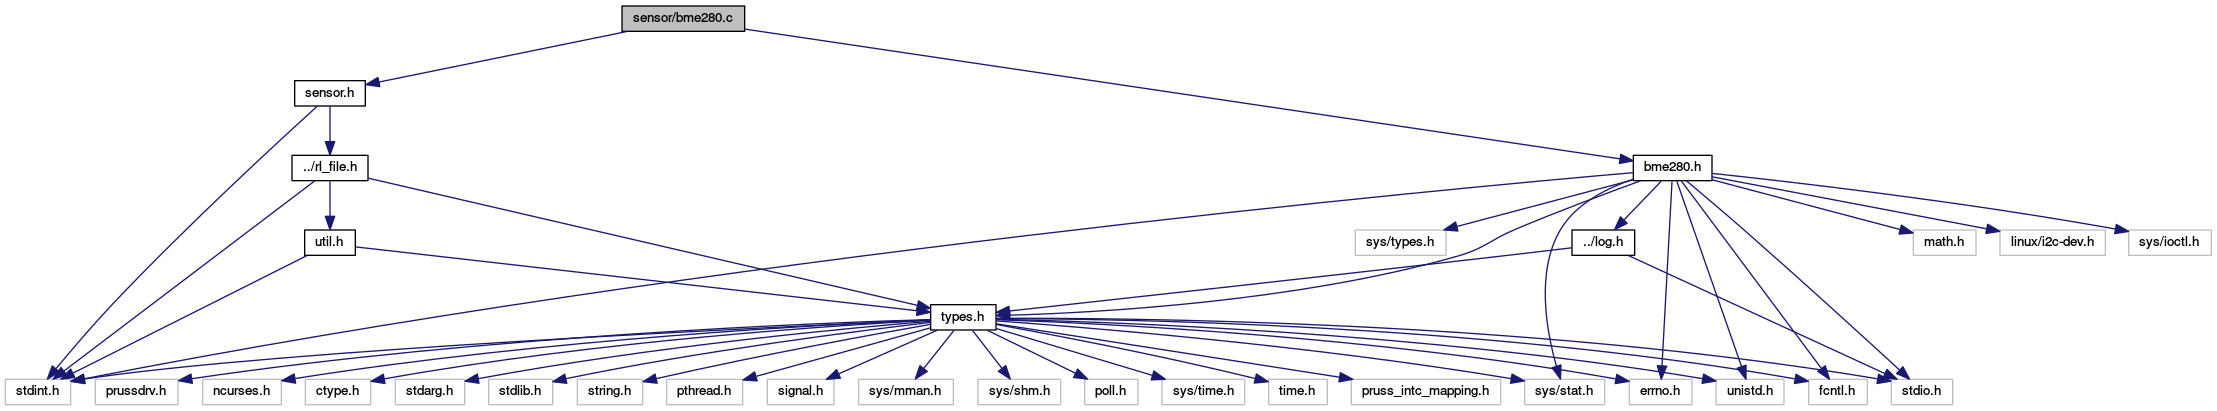 sensor/bme280.c
sensor.h
../rl_file.h
bme280.h
util.h
sys/types.h
../log.h
math.h
linux/i2c-dev.h
sys/ioctl.h
types.h
stdint.h
prussdrv.h
ncurses.h
ctype.h
stdarg.h
stdlib.h
string.h
pthread.h
signal.h
sys/mman.h
sys/shm.h
poll.h
sys/time.h
time.h
pruss_intc_mapping.h
sys/stat.h
errno.h
unistd.h
fcntl.h
stdio.h